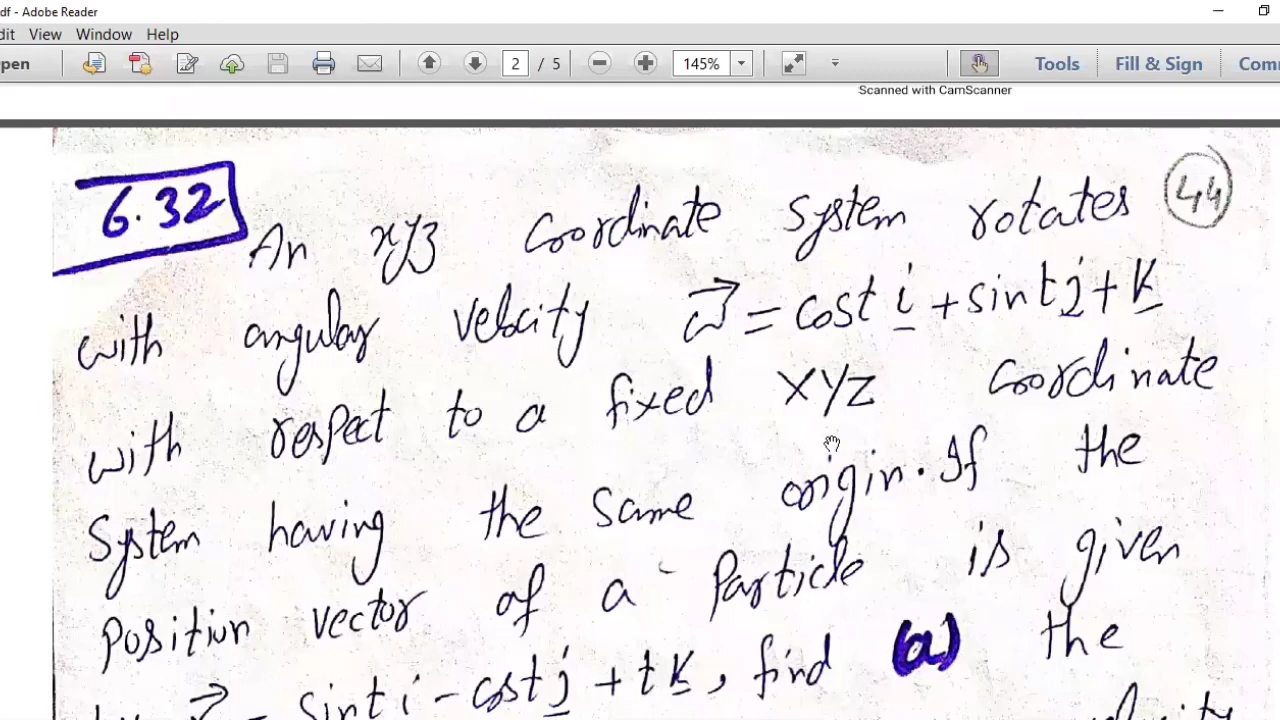 df - Adobe Reader
dit View Window Help
pen 2 / 5 145% Tools Fill & Sign Com
Scanned with CamScanner
6.32 44
An xyz coordinate system rotates
with angular velocity ω⃗ = cost i + sint j + k
with respect to a fixed XYZ coordinate
system having the same origin. If the
position vector of a particle is given
sint i - cost j + t k, find (a) the